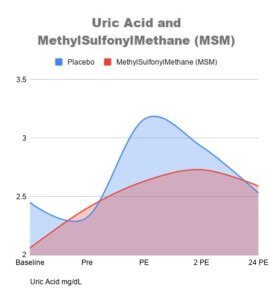 Uric Acid and
MethylSulfonylMethane (MSM)
Placebo MethylSulfonylMethane (MSM)
3.5
3
2.5
2
Baseline Pre PE 2 PE 24 PE
Uric Acid mg/dL